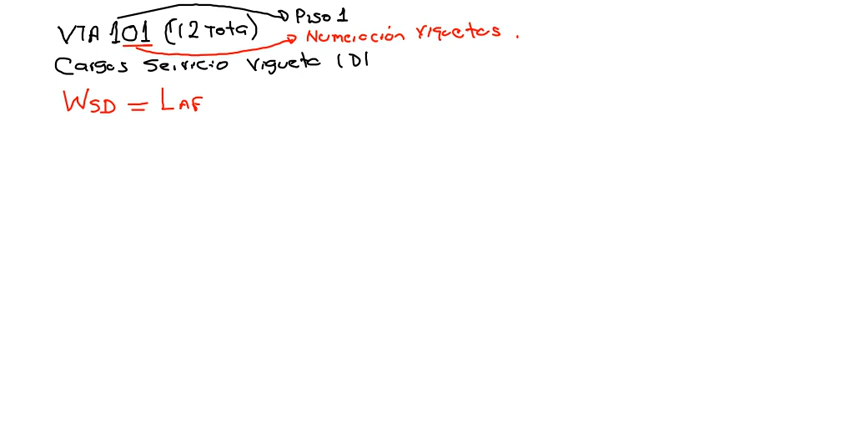 VTA 101 (12 Tota) Piso 1
Numeración viguetas.
Cargas Servicio Vigueta 101
WSD = LAF